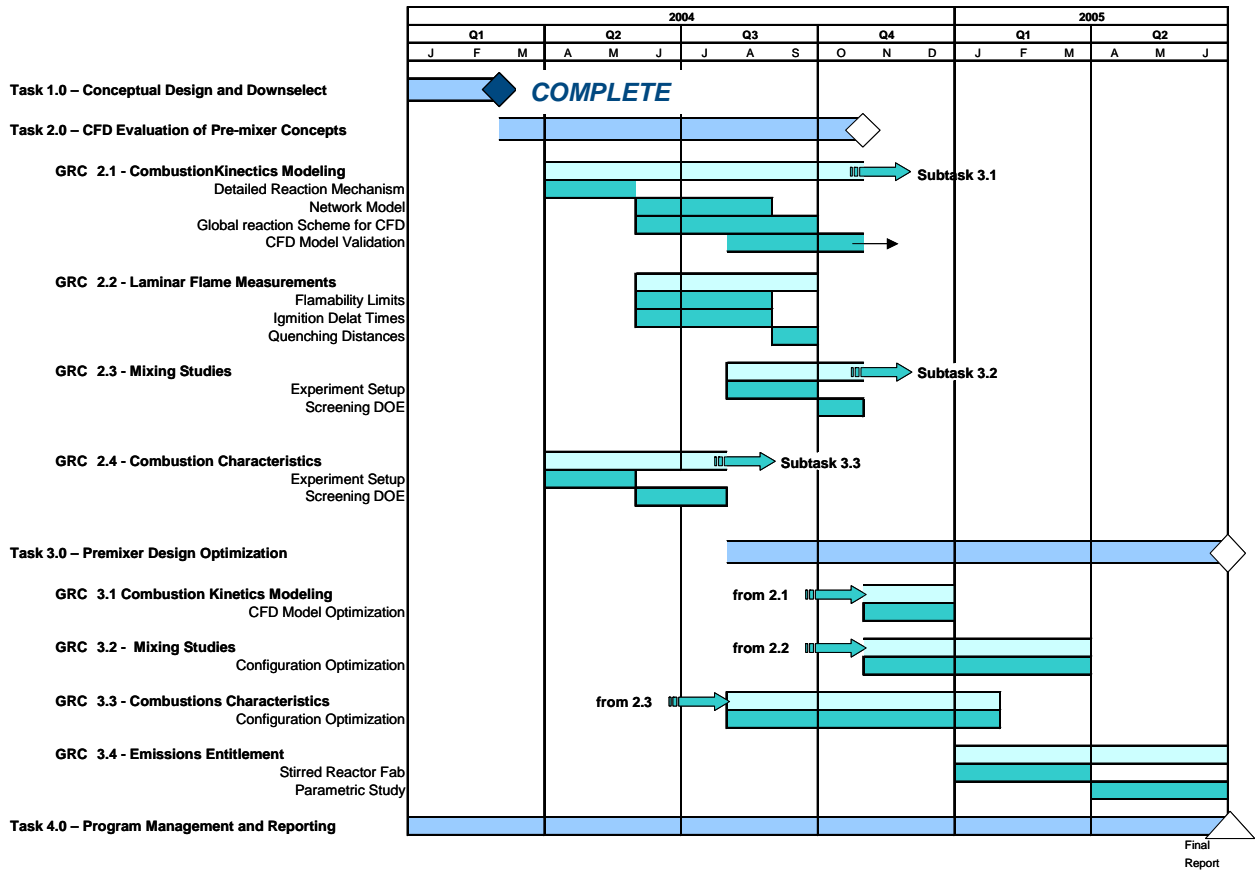 2004 2005
Q1 Q2 Q3 Q4 Q1 Q2
J F M A M J J A S O N D J F M A M J
Task 1.0 – Conceptual Design and Downselect COMPLETE
Task 2.0 – CFD Evaluation of Pre-mixer Concepts
GRC 2.1 - CombustionKinetics Modeling Subtask 3.1
Detailed Reaction Mechanism
Network Model
Global reaction Scheme for CFD
CFD Model Validation
GRC 2.2 - Laminar Flame Measurements
Flamability Limits
Igmition Delat Times
Quenching Distances
GRC 2.3 - Mixing Studies Subtask 3.2
Experiment Setup
Screening DOE
GRC 2.4 - Combustion Characteristics Subtask 3.3
Experiment Setup
Screening DOE
Task 3.0 – Premixer Design Optimization
GRC 3.1 Combustion Kinetics Modeling from 2.1
CFD Model Optimization
GRC 3.2 - Mixing Studies from 2.2
Configuration Optimization
GRC 3.3 - Combustions Characteristics from 2.3
Configuration Optimization
GRC 3.4 - Emissions Entitlement
Stirred Reactor Fab
Parametric Study
Task 4.0 – Program Management and Reporting
Final
Report